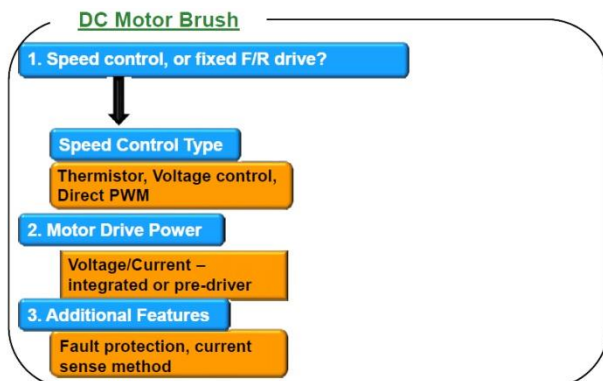 DC Motor Brush
1. Speed control, or fixed F/R drive?
Speed Control Type
Thermistor, Voltage control,
Direct PWM
2. Motor Drive Power
Voltage/Current –
integrated or pre-driver
3. Additional Features
Fault protection, current
sense method